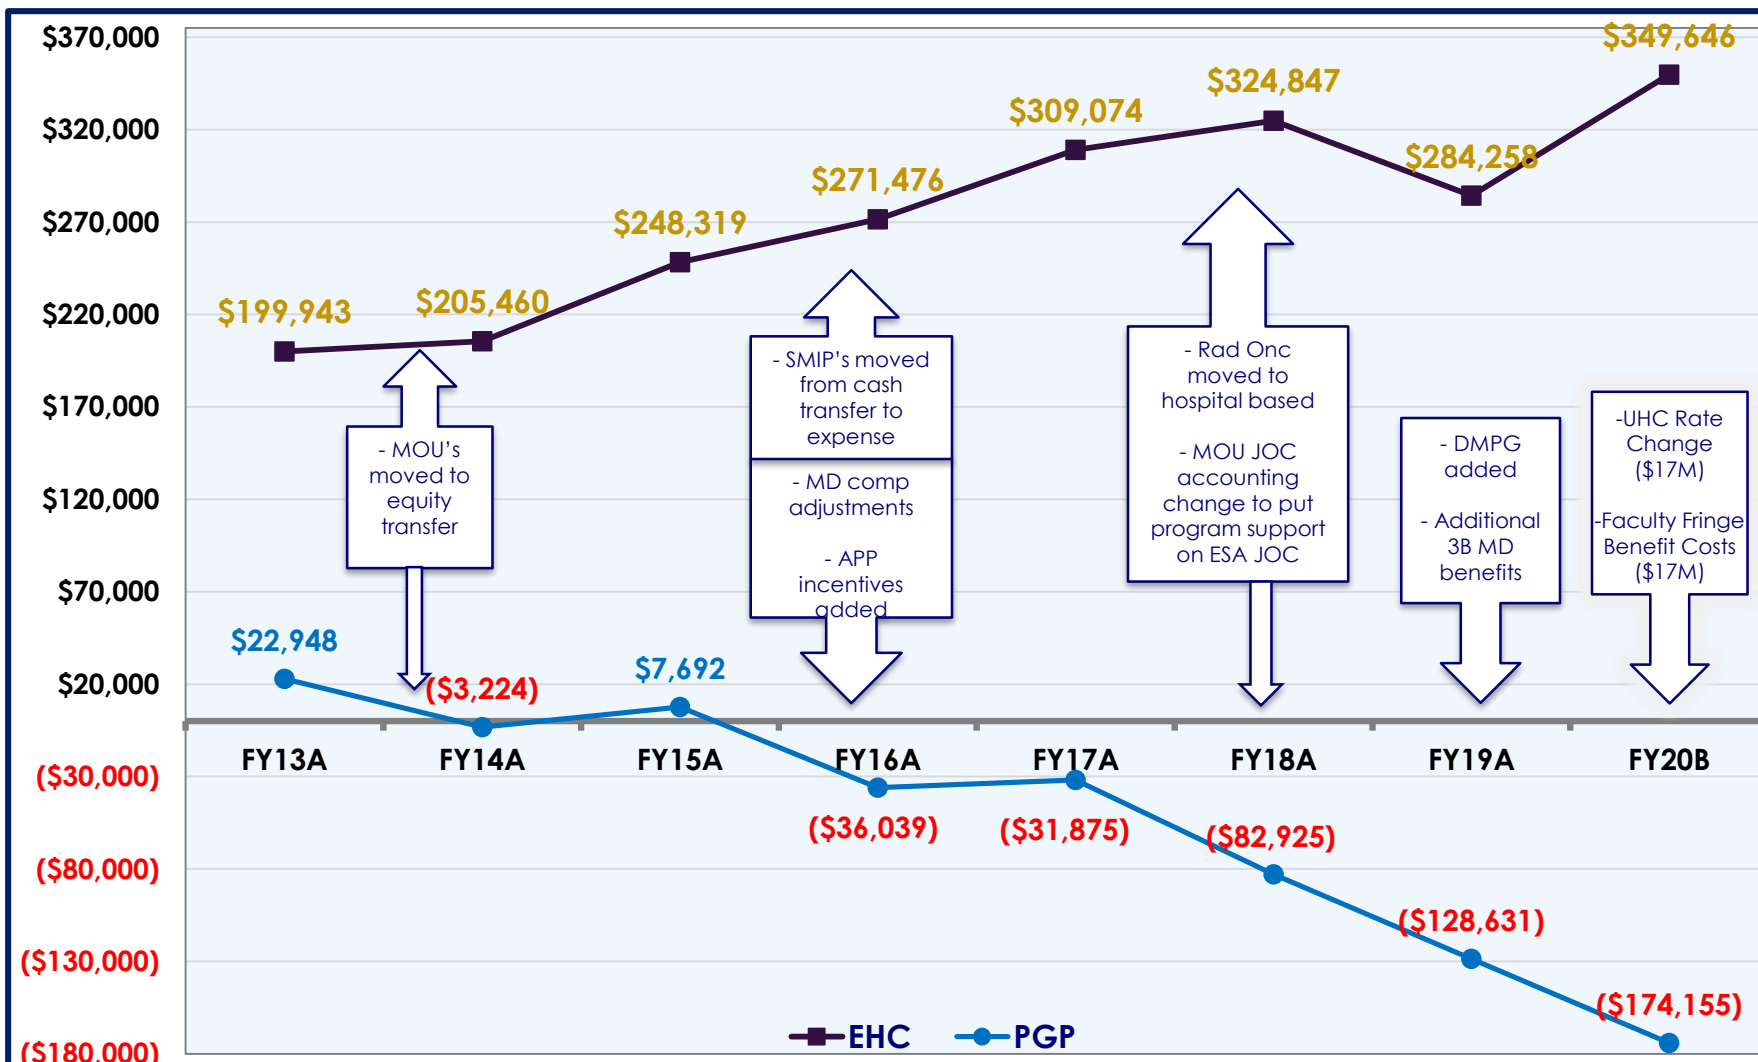 $370,000
$320,000
$270,000
$220,000
$170,000
$120,000
$70,000
$20,000
($30,000)
($80,000)
($130,000)
($180,000)
$199,943
$205,460
$248,319
$271,476
$309,074
$324,847
$284,258
$349,646
- MOU's
moved to
equity
transfer
- SMIP's moved
from cash
transfer to
expense
- MD comp
adjustments
- APP
incentives
added
- Rad Onc
moved to
hospital based
- MOU JOC
accounting
change to put
program support
on ESA JOC
- DMPG
added
- Additional
3B MD
benefits
-UHC Rate
Change
($17M)
-Faculty Fringe
Benefit Costs
($17M)
$22,948
($3,224)
$7,692
($36,039)
($31,875)
($82,925)
($128,631)
($174,155)
FY13A
FY14A
FY15A
FY16A
FY17A
FY18A
FY19A
FY20B
EHC
PGP